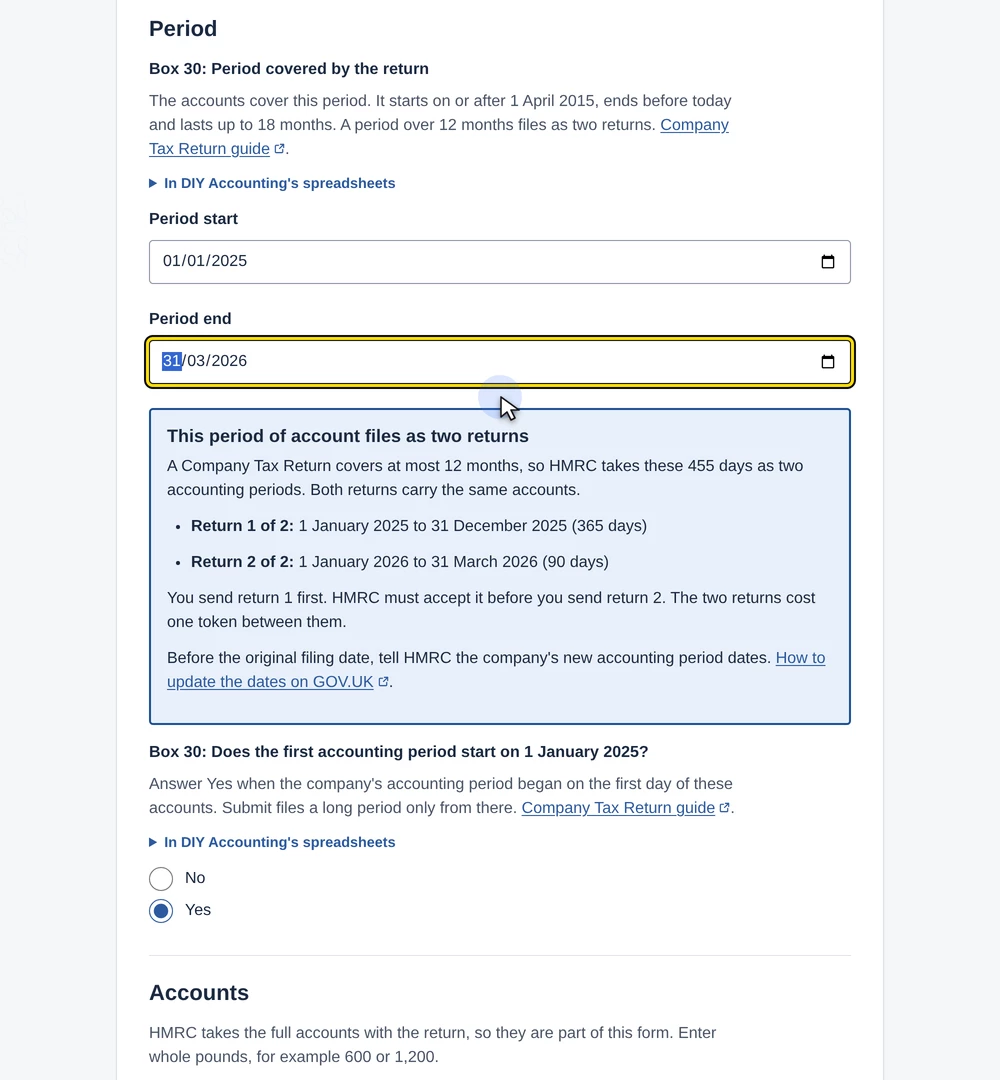 Period
Box 30: Period covered by the return
The accounts cover this period. It starts on or after 1 April 2015, ends before today
and lasts up to 18 months. A period over 12 months files as two returns. Company
Tax Return guide.
In DIY Accounting's spreadsheets
Period start
01/01/2025
Period end
31/03/2026
This period of account files as two returns
A Company Tax Return covers at most 12 months, so HMRC takes these 455 days as two
accounting periods. Both returns carry the same accounts.
• Return 1 of 2: 1 January 2025 to 31 December 2025 (365 days)
• Return 2 of 2: 1 January 2026 to 31 March 2026 (90 days)
You send return 1 first. HMRC must accept it before you send return 2. The two returns cost
one token between them.
Before the original filing date, tell HMRC the company's new accounting period dates. How to
update the dates on GOV.UK.
Box 30: Does the first accounting period start on 1 January 2025?
Answer Yes when the company's accounting period began on the first day of these
accounts. Submit files a long period only from there. Company Tax Return guide.
In DIY Accounting's spreadsheets
No
Yes
Accounts
HMRC takes the full accounts with the return, so they are part of this form. Enter
whole pounds, for example 600 or 1,200.